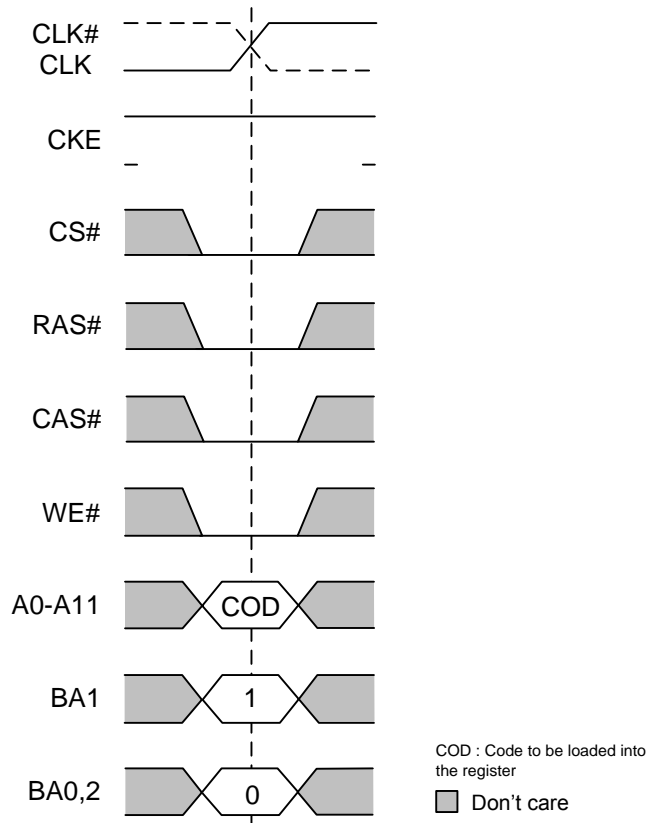 CLK#
CLK
CKE
CS#
RAS#
CAS#
WE#
A0-A11
COD
BA1
1
BA0,2
0
COD : Code to be loaded into
the register
Don't care